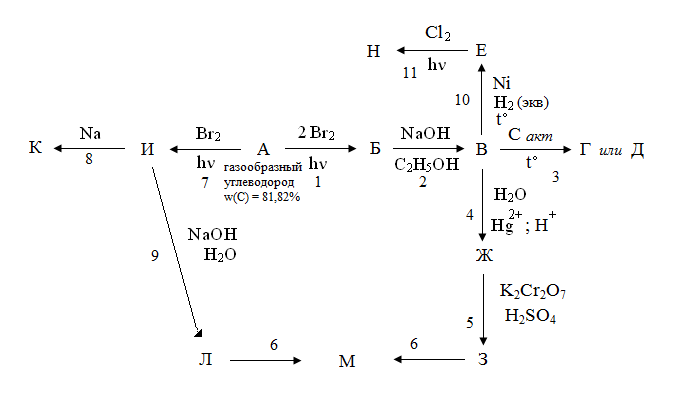 Cl2
Н Е
11 hν
Ni
10 H2 (экв)
t°
Na Br2 2 Br2 NaOH С акт
К И А Б В Г или Д
8 hν газообразный hν C2H5OH t°
7 углеводород 1 2 3
w(C) = 81,82%
H2O
4 Hg2+ ; H+
NaOH
9 H2O
Ж
K2Cr2O7
5 H2SO4
6 6
Л М З